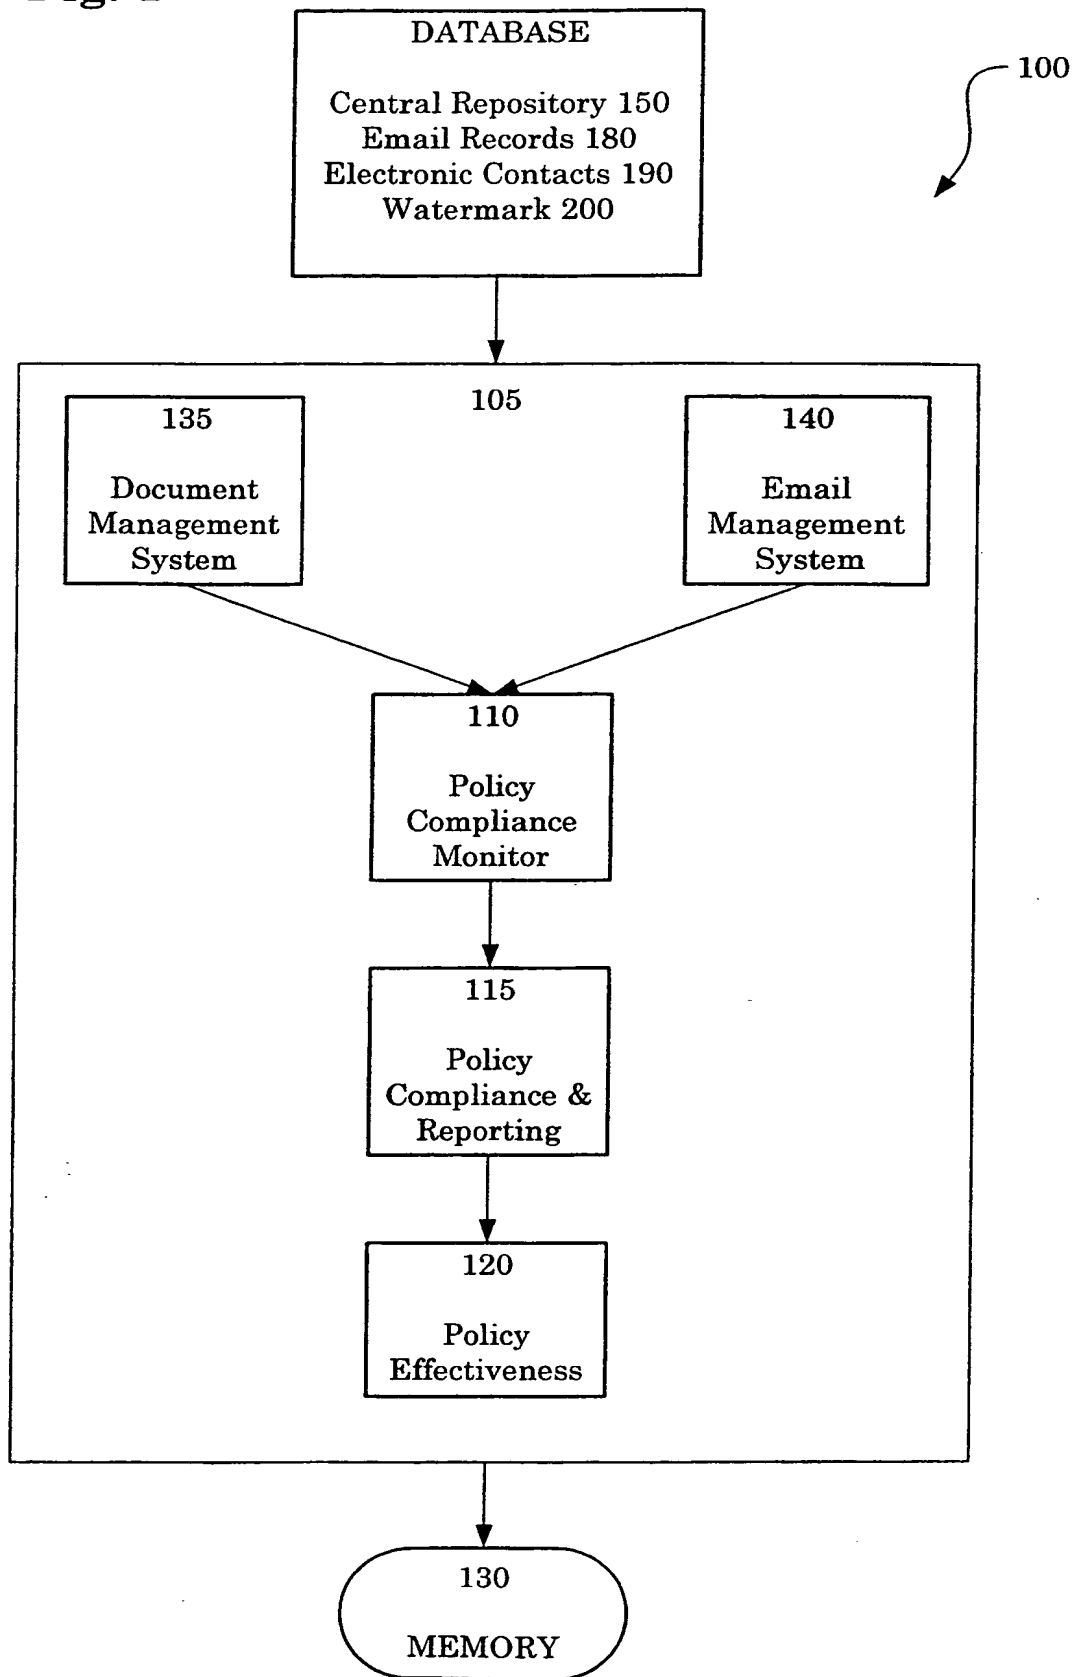 DATABASE
Central Repository 150
Email Records 180
Electronic Contacts 190
Watermark 200
100
105
135
Document
Management
System
140
Email
Management
System
110
Policy
Compliance
Monitor
115
Policy
Compliance &
Reporting
120
Policy
Effectiveness
130
MEMORY